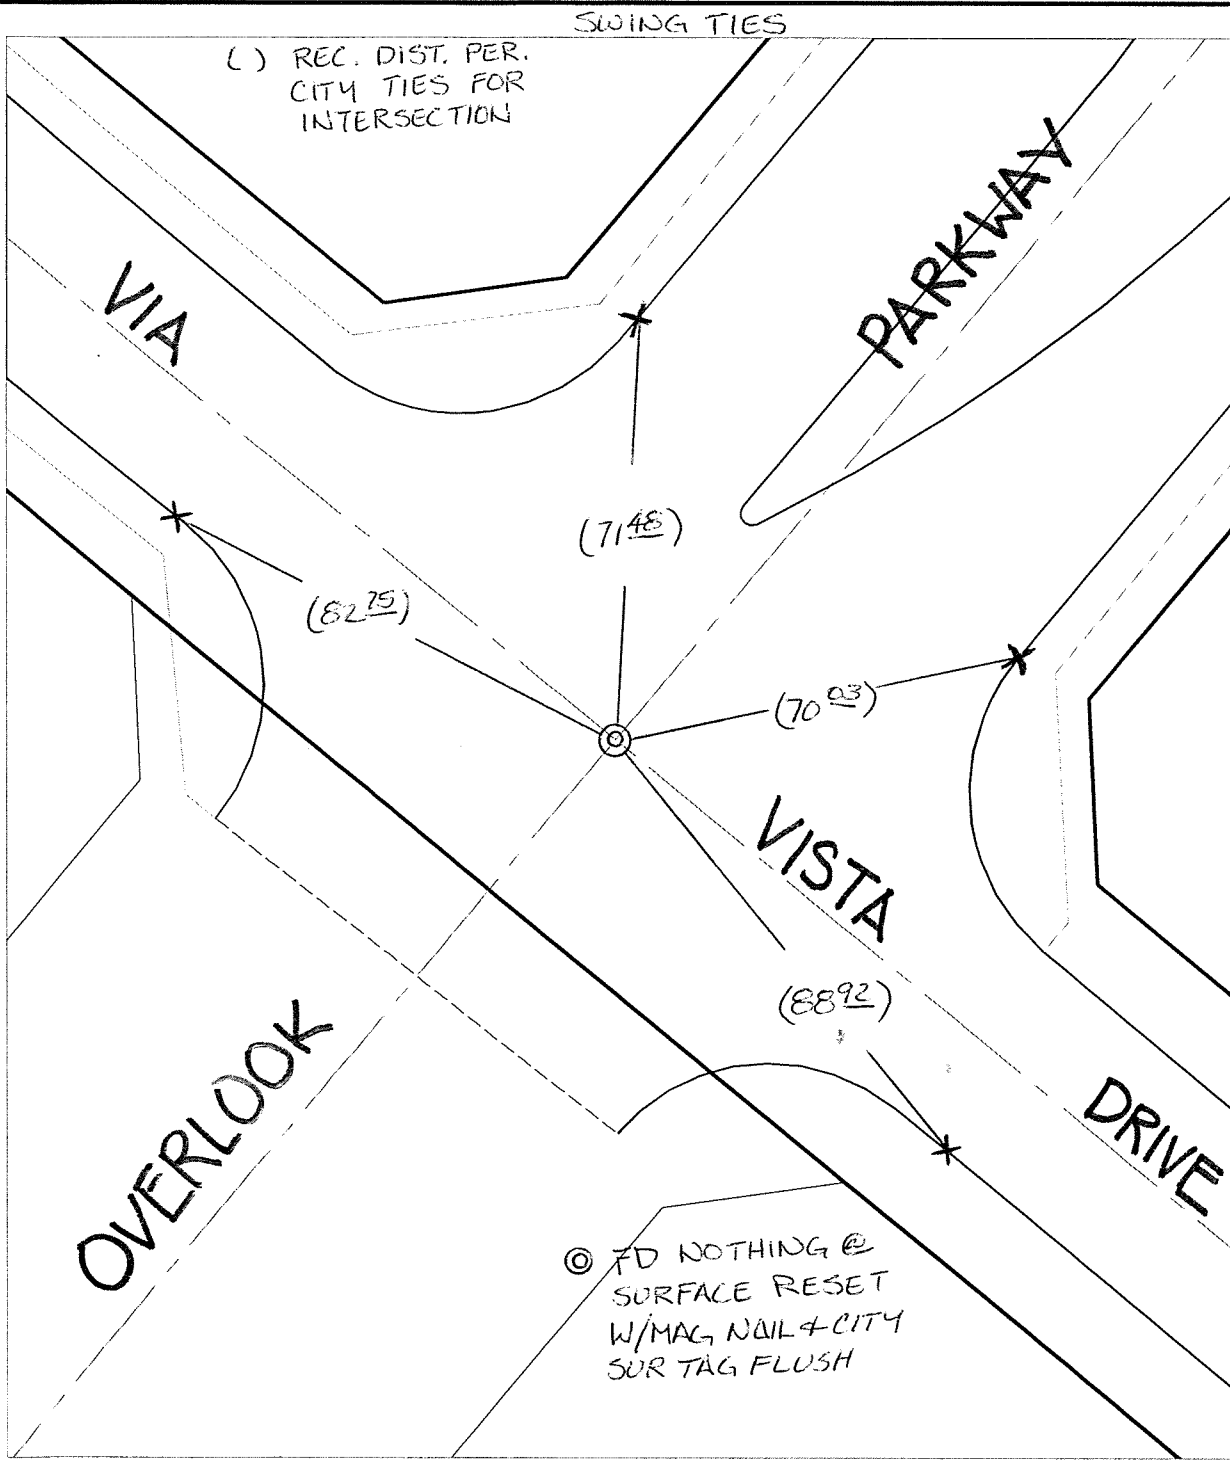 SWING TIES
( ) REC. DIST. PER.
CITY TIES FOR
INTERSECTION
PARKWAY
VIA
(71 48)
(82 25)
(70 03)
VISTA
(88 92)
OVERLOOK
DRIVE
FD NOTHING @
SURFACE RESET
W/MAG NAIL & CITY
SUR TAG FLUSH